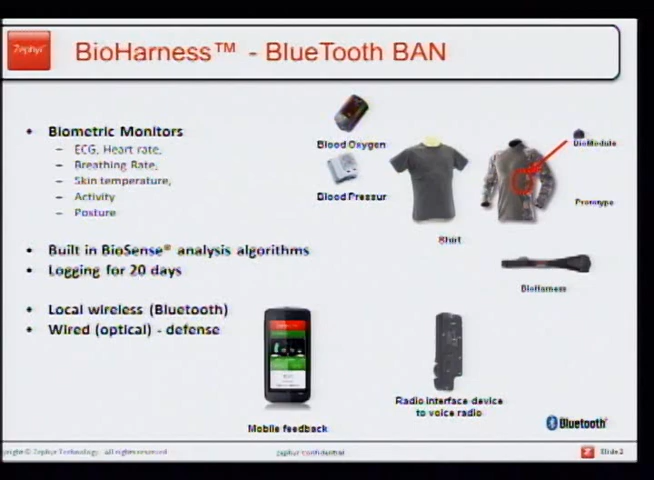 Zephyr
BioHarness™ - BlueTooth BAN
• Biometric Monitors
– ECG, Heart rate,
– Breathing Rate,
– Skin temperature,
– Activity
– Posture
• Built in BioSense® analysis algorithms
• Logging for 20 days
• Local wireless (Bluetooth)
• Wired (optical) - defense
Blood Oxygen
Blood Pressur
Shirt
BioModule
Prototype
BioHarness
Mobile feedback
Radio interface device
to voice radio
Bluetooth
pyright © Zephyr Technology. All rights reserved
Zephyr Confidential
Slide 2